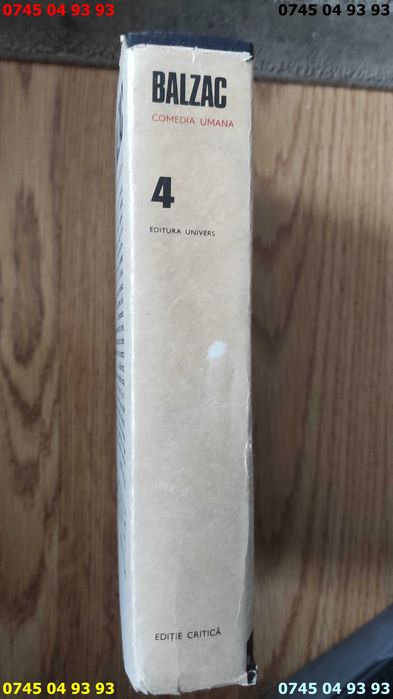 0745 04 93 93
0745 04 93 93
BALZAC
COMEDIA UMANA
4
EDITURA UNIVERS
EDIȚIE CRITICĂ
0745 04 93 93
0745 04 93 93